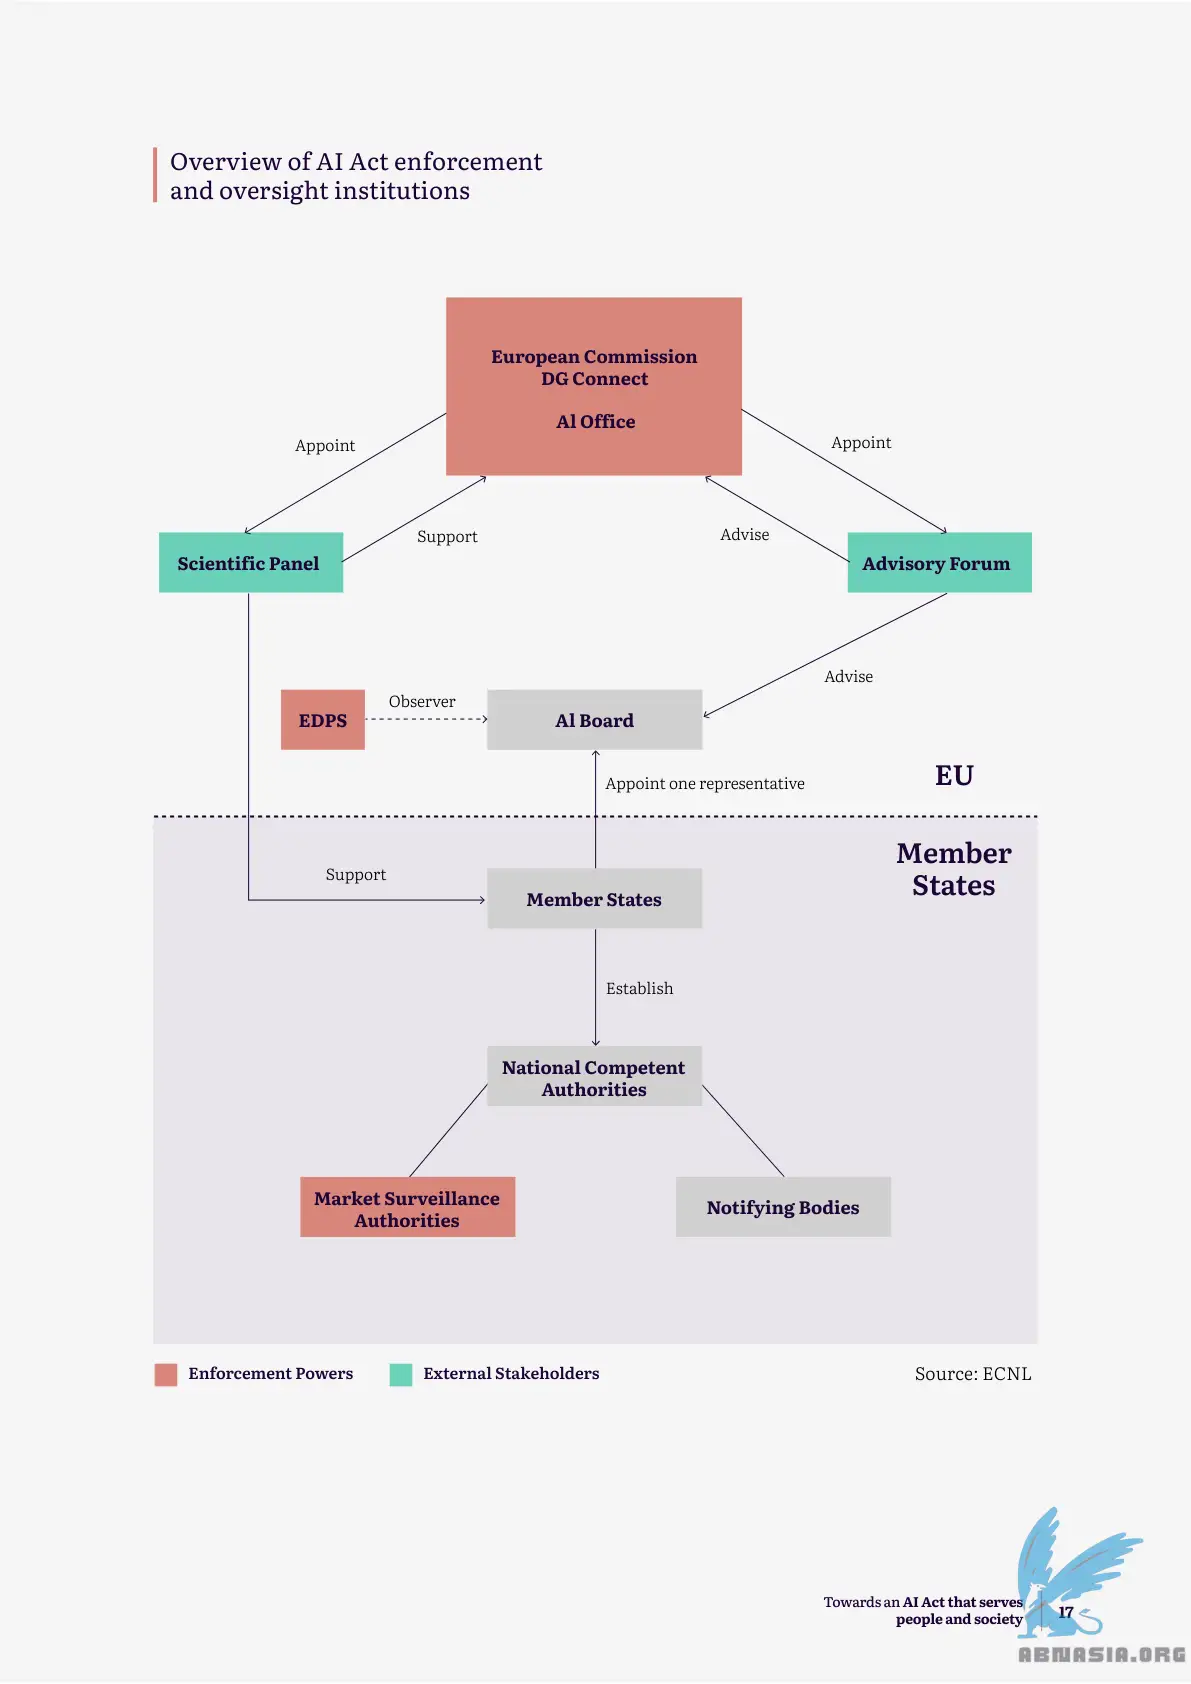 Overview of AI Act enforcement
and oversight institutions
European Commission
DG Connect
Al Office
Appoint
Appoint
Support
Advise
Scientific Panel
Advisory Forum
Advise
EDPS
Observer
Al Board
EU
Appoint one representative
Member
States
Support
Member States
Establish
National Competent
Authorities
Market Surveillance
Authorities
Notifying Bodies
Enforcement Powers
External Stakeholders
Source: ECNL
Towards an AI Act that serves
people and society
17
ABNASIA.ORG